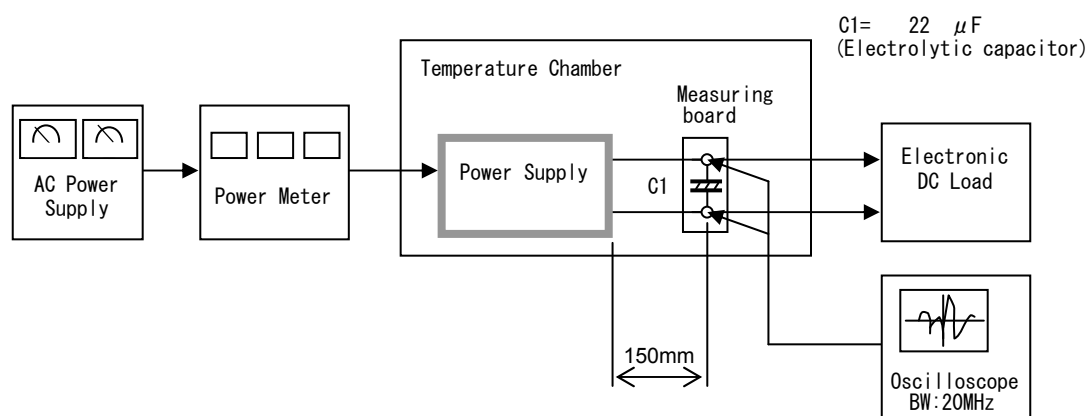 C1=   22   μF
(Electrolytic capacitor)
Temperature Chamber
Measuring
board
AC Power
Supply
Power Meter
Power Supply
C1
Electronic
DC Load
150mm
Oscilloscope
BW:20MHz